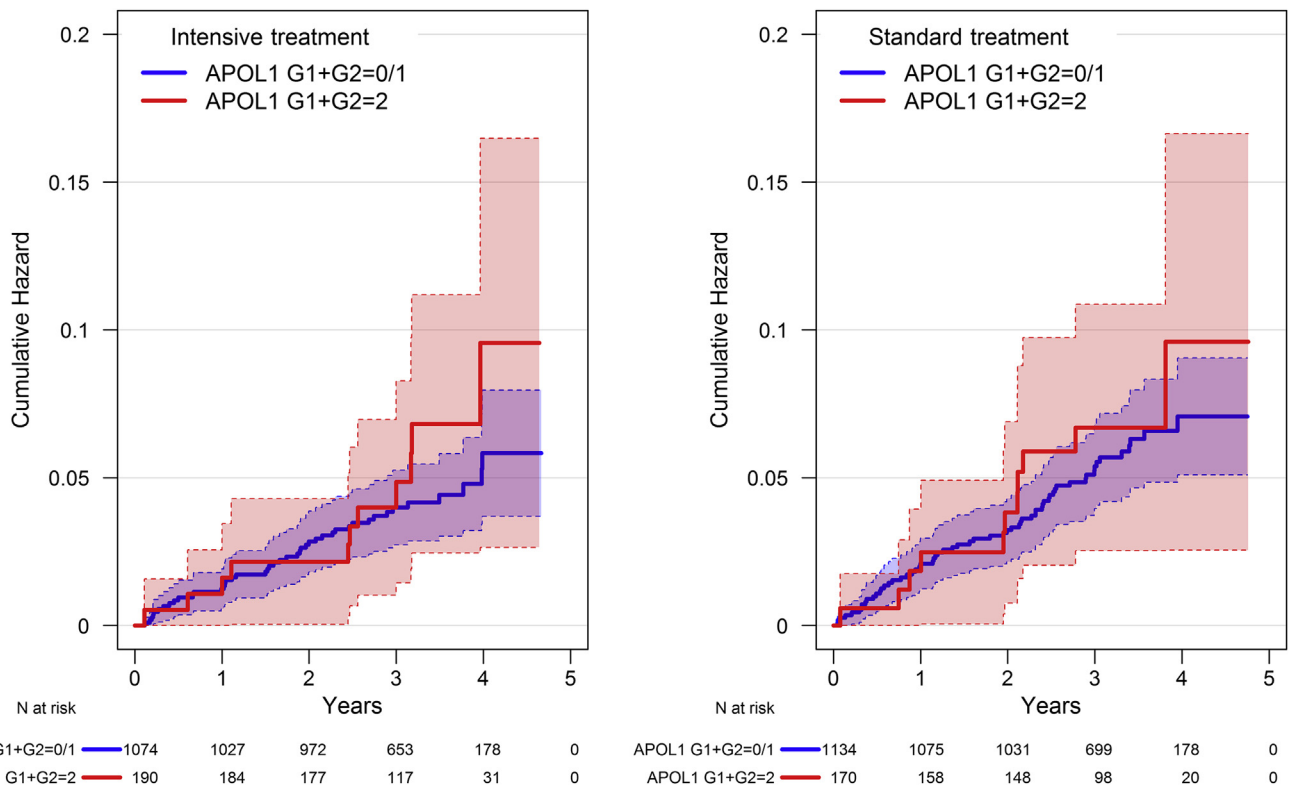 Intensive treatment
APOL1 G1+G2=0/1
APOL1 G1+G2=2
0.2
0.15
0.1
0.05
0
Cumulative Hazard
0 1 2 3 4 5
Years
N at risk
G1+G2=0/1 1074 1027 972 653 178 0
G1+G2=2 190 184 177 117 31 0
Standard treatment
APOL1 G1+G2=0/1
APOL1 G1+G2=2
0.2
0.15
0.1
0.05
0
Cumulative Hazard
0 1 2 3 4 5
Years
N at risk
APOL1 G1+G2=0/1 1134 1075 1031 699 178 0
APOL1 G1+G2=2 170 158 148 98 20 0